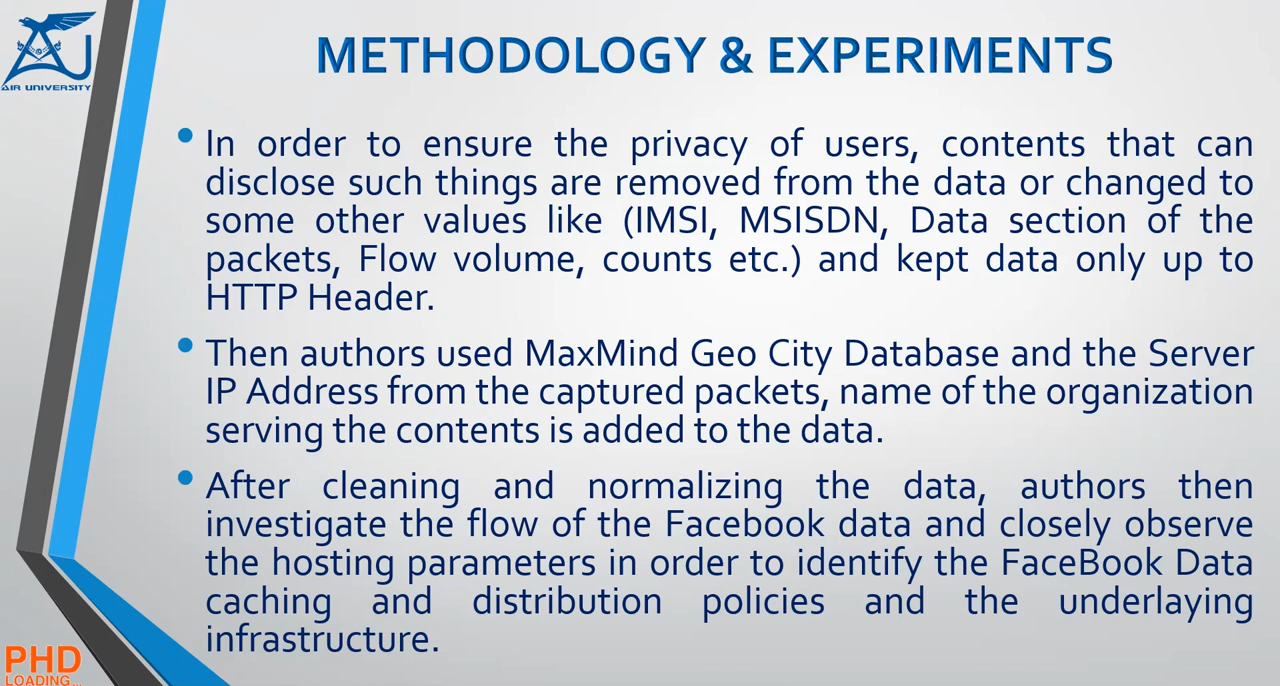 AIR UNIVERSITY
METHODOLOGY & EXPERIMENTS
• In order to ensure the privacy of users, contents that can
disclose such things are removed from the data or changed to
some other values like (IMSI, MSISDN, Data section of the
packets, Flow volume, counts etc.) and kept data only up to
HTTP Header.
• Then authors used MaxMind Geo City Database and the Server
IP Address from the captured packets, name of the organization
serving the contents is added to the data.
• After cleaning and normalizing the data, authors then
investigate the flow of the Facebook data and closely observe
the hosting parameters in order to identify the FaceBook Data
caching and distribution policies and the underlaying
infrastructure.
PHD
LOADING...